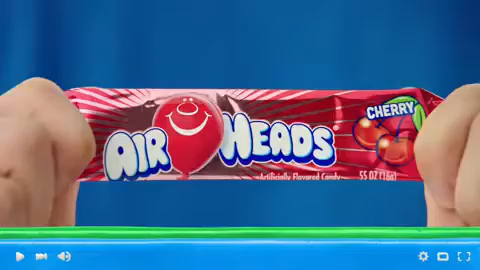 CHERRY
AIR HEADS
Artificially Flavored Candy
.55 OZ (16g)